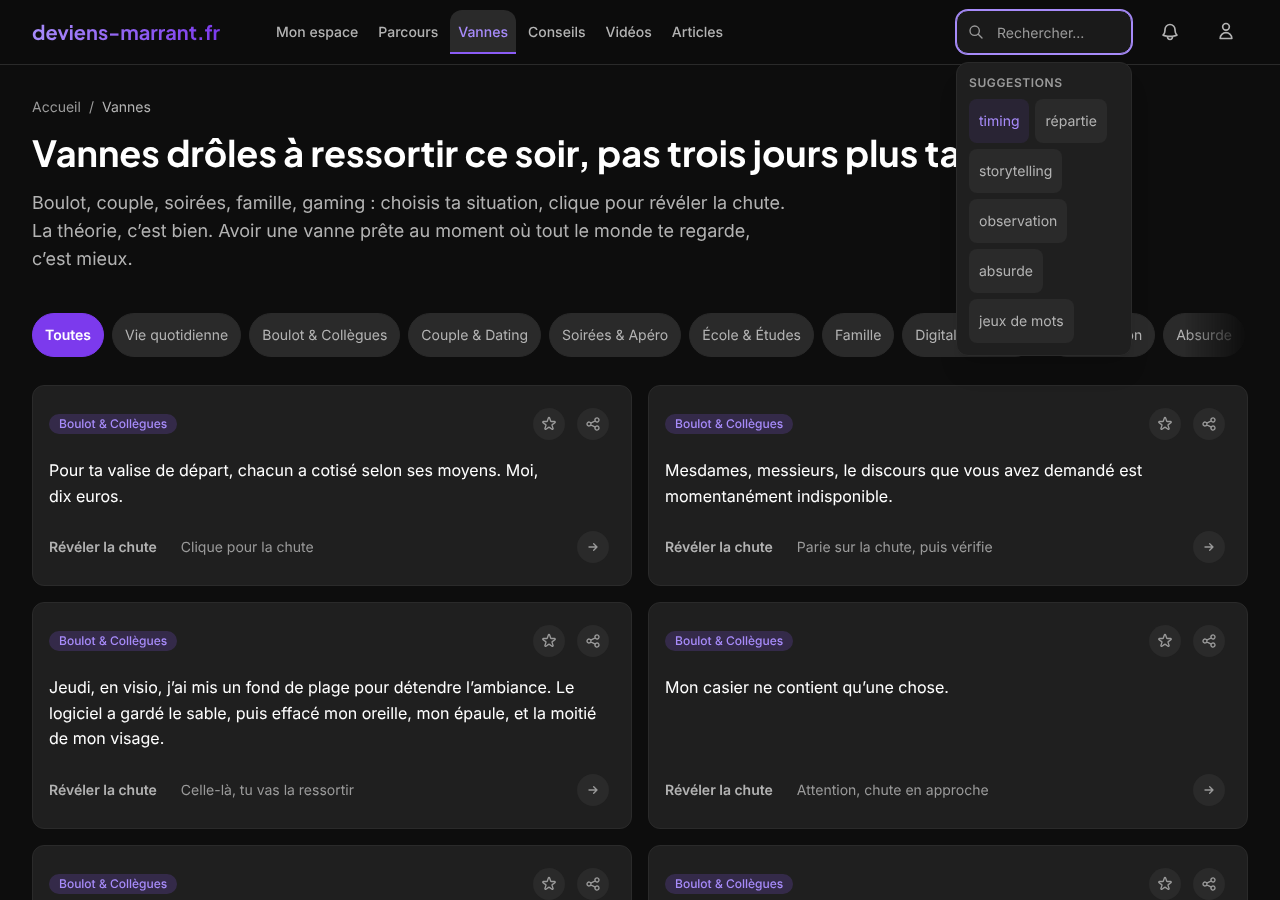 deviens-marrant.fr
Mon espace
Parcours
Vannes
Conseils
Vidéos
Articles
Rechercher...
SUGGESTIONS
timing
répartie
storytelling
observation
absurde
jeux de mots
Accueil / Vannes
Vannes drôles à ressortir ce soir, pas trois jours plus
Boulot, couple, soirées, famille, gaming : choisis ta situation, clique pour révéler la chute.
La théorie, c’est bien. Avoir une vanne prête au moment où tout le monde te regarde,
c’est mieux.
Toutes
Vie quotidienne
Boulot & Collègues
Couple & Dating
Soirées & Apéro
École & Études
Famille
Digital
Absurde
Boulot & Collègues
Pour ta valise de départ, chacun a cotisé selon ses moyens. Moi,
dix euros.
Révéler la chute
Clique pour la chute
Boulot & Collègues
Mesdames, messieurs, le discours que vous avez demandé est
momentanément indisponible.
Révéler la chute
Parie sur la chute, puis vérifie
Boulot & Collègues
Jeudi, en visio, j’ai mis un fond de plage pour détendre l’ambiance. Le
logiciel a gardé le sable, puis effacé mon oreille, mon épaule, et la moitié
de mon visage.
Révéler la chute
Celle-là, tu vas la ressortir
Boulot & Collègues
Mon casier ne contient qu’une chose.
Révéler la chute
Attention, chute en approche
Boulot & Collègues
Boulot & Collègues